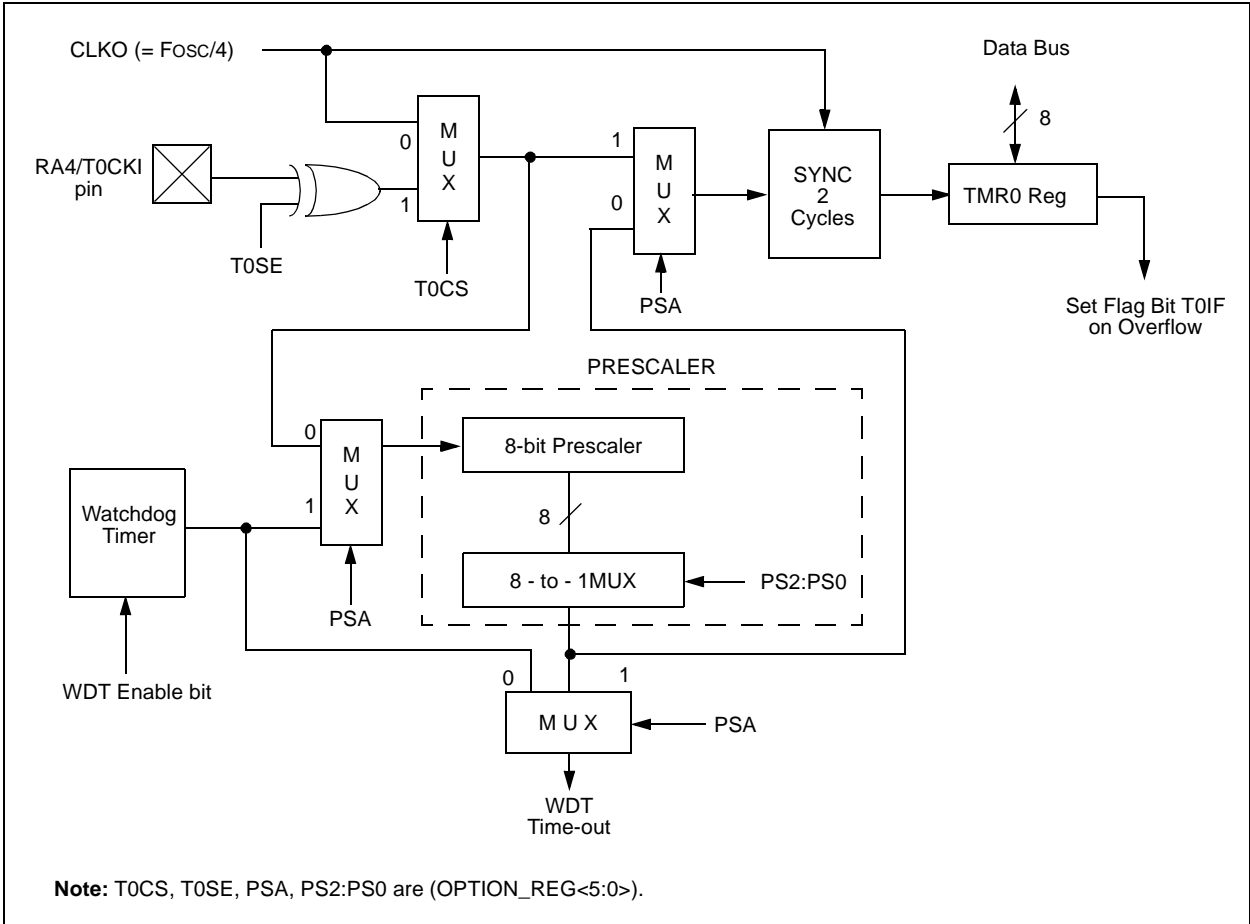 CLKO (= FOSC/4)
Data Bus
8
RA4/T0CKI
pin
T0SE
0
1
M
U
X
T0CS
1
0
M
U
X
PSA
SYNC
2
Cycles
TMR0 Reg
Set Flag Bit T0IF
on Overflow
PRESCALER
0
1
M
U
X
PSA
8-bit Prescaler
8
8 - to - 1MUX
PS2:PS0
Watchdog
Timer
WDT Enable bit
0
1
M U X
PSA
WDT
Time-out
Note: T0CS, T0SE, PSA, PS2:PS0 are (OPTION_REG<5:0>).